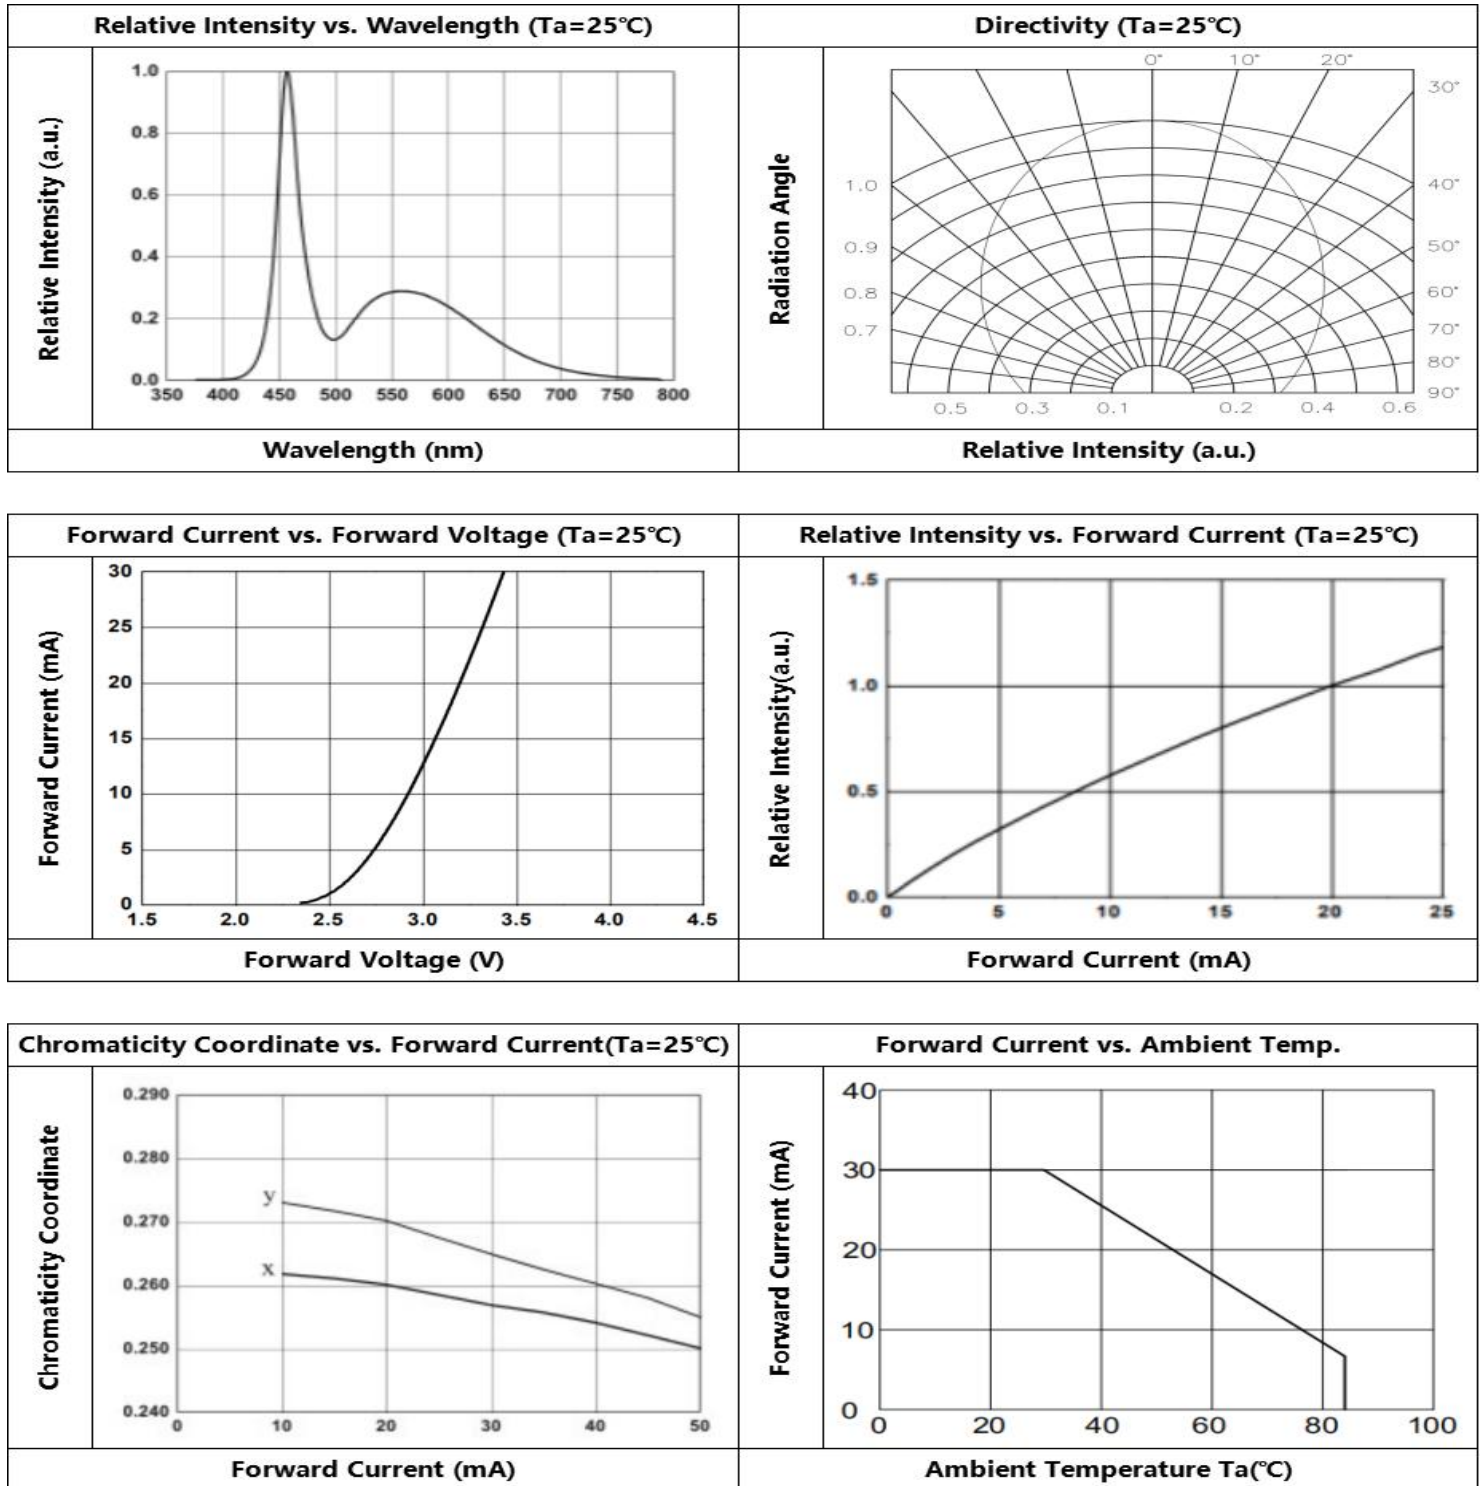 Relative Intensity vs. Wavelength (Ta=25℃)
Relative Intensity (a.u.)
1.0
0.8
0.6
0.4
0.2
0.0
350 400 450 500 550 600 650 700 750 800
Wavelength (nm)
Directivity (Ta=25℃)
Radiation Angle
0° 10° 20°
30°
1.0 40°
0.9 50°
0.8 60°
0.7 70°
80°
90°
0.5 0.3 0.1 0.2 0.4 0.6
Relative Intensity (a.u.)
Forward Current vs. Forward Voltage (Ta=25℃)
Forward Current (mA)
30
25
20
15
10
5
0
1.5 2.0 2.5 3.0 3.5 4.0 4.5
Forward Voltage (V)
Relative Intensity vs. Forward Current (Ta=25℃)
Relative Intensity(a.u.)
1.5
1.0
0.5
0.0
0 5 10 15 20 25
Forward Current (mA)
Chromaticity Coordinate vs. Forward Current(Ta=25℃)
Chromaticity Coordinate
0.290
0.280
0.270
0.260
0.250
0.240
y
x
0 10 20 30 40 50
Forward Current (mA)
Forward Current vs. Ambient Temp.
Forward Current (mA)
40
30
20
10
0
0 20 40 60 80 100
Ambient Temperature Ta(℃)